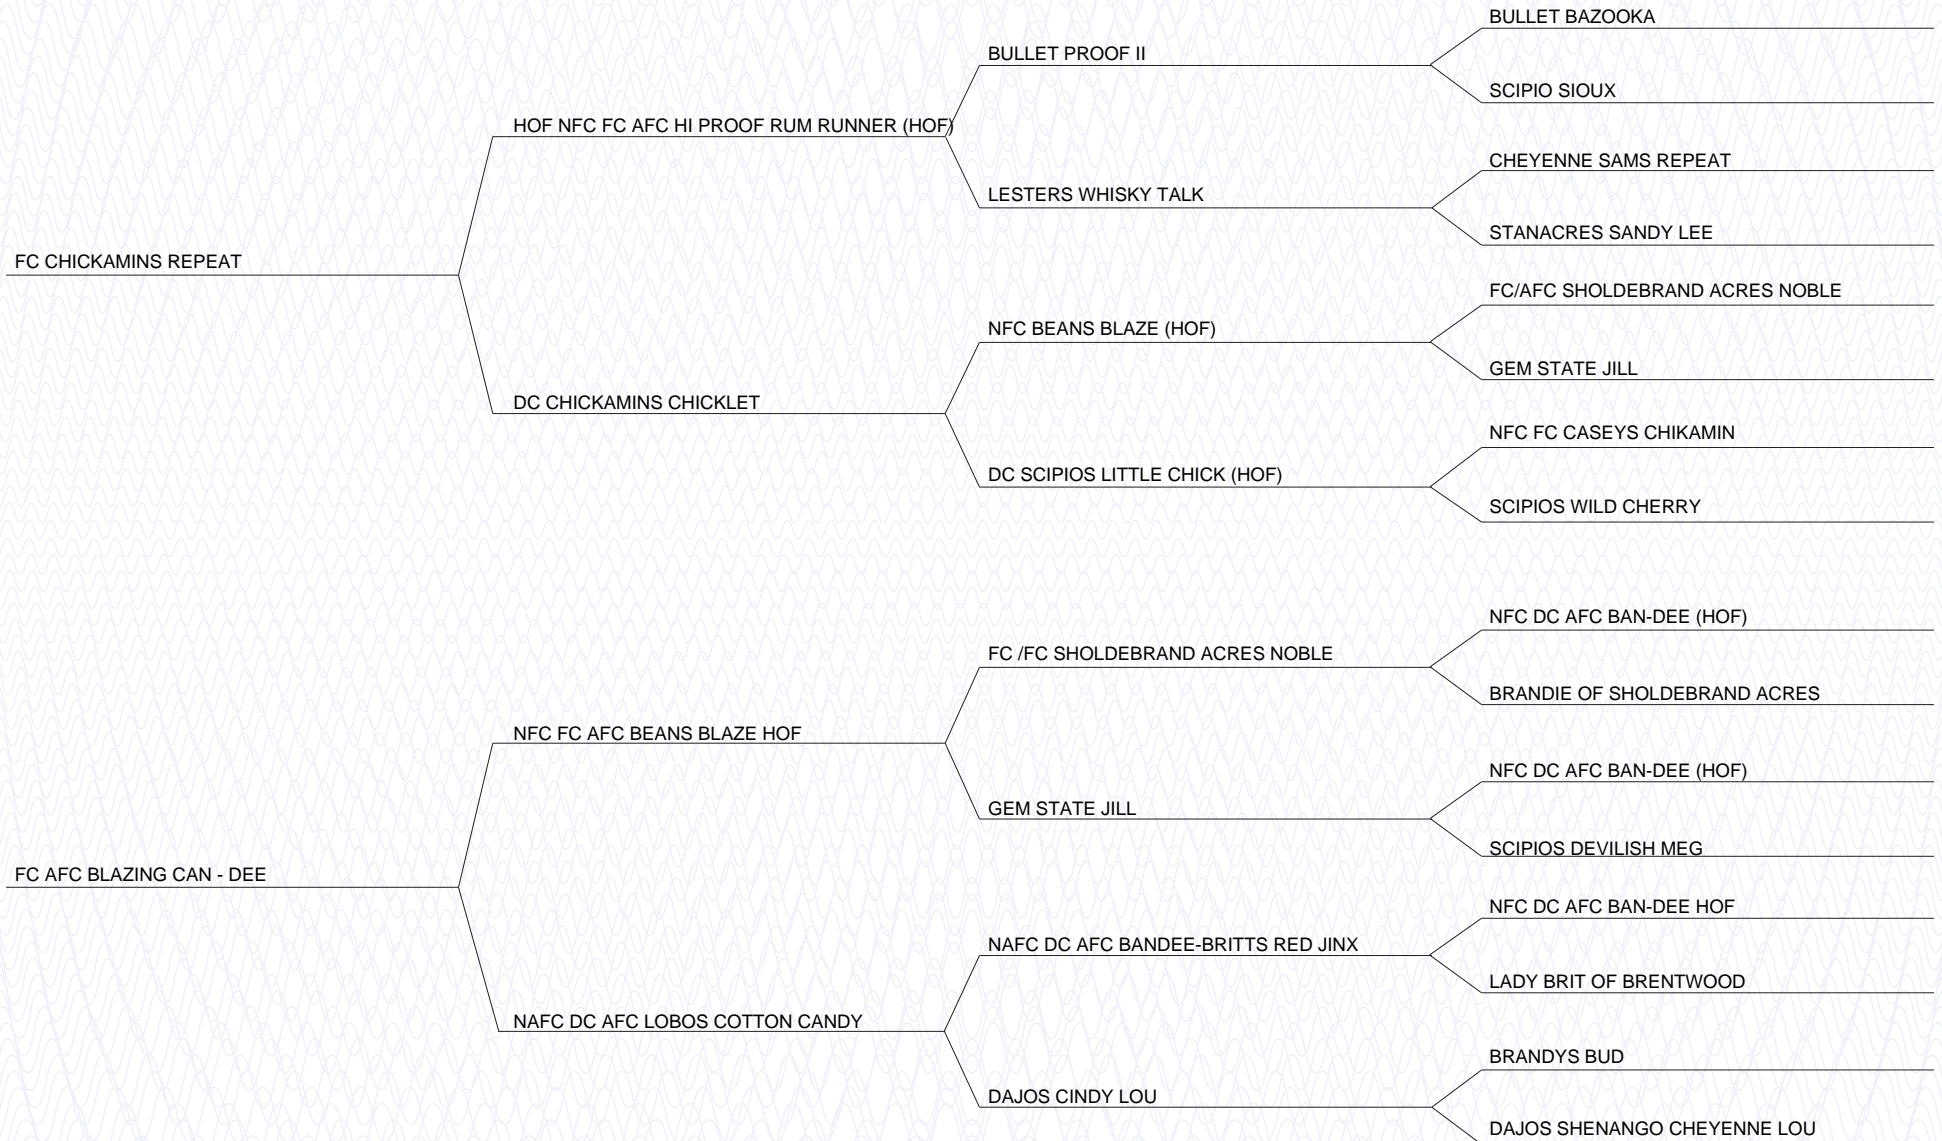 BULLET BAZOOKA
BULLET PROOF II
SCIPIO SIOUX
HOF NFC FC AFC HI PROOF RUM RUNNER (HOF)
CHEYENNE SAMS REPEAT
LESTERS WHISKY TALK
STANACRES SANDY LEE
FC CHICKAMINS REPEAT
FC/AFC SHOLDEBRAND ACRES NOBLE
NFC BEANS BLAZE (HOF)
GEM STATE JILL
DC CHICKAMINS CHICKLET
NFC FC CASEYS CHIKAMIN
DC SCIPIOS LITTLE CHICK (HOF)
SCIPIOS WILD CHERRY
NFC DC AFC BAN-DEE (HOF)
FC /FC SHOLDEBRAND ACRES NOBLE
BRANDIE OF SHOLDEBRAND ACRES
NFC FC AFC BEANS BLAZE HOF
NFC DC AFC BAN-DEE (HOF)
GEM STATE JILL
SCIPIOS DEVILISH MEG
FC AFC BLAZING CAN - DEE
NFC DC AFC BAN-DEE HOF
NAFC DC AFC BANDEE-BRITTS RED JINX
LADY BRIT OF BRENTWOOD
NAFC DC AFC LOBOS COTTON CANDY
BRANDYS BUD
DAJOS CINDY LOU
DAJOS SHENANGO CHEYENNE LOU